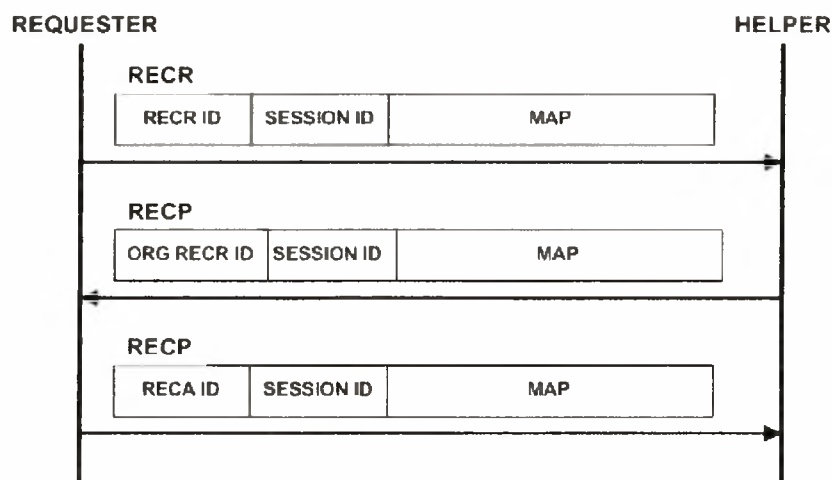 REQUESTER HELPER
RECR
RECR ID SESSION ID MAP
RECP
ORG RECR ID SESSION ID MAP
RECP
RECA ID SESSION ID MAP